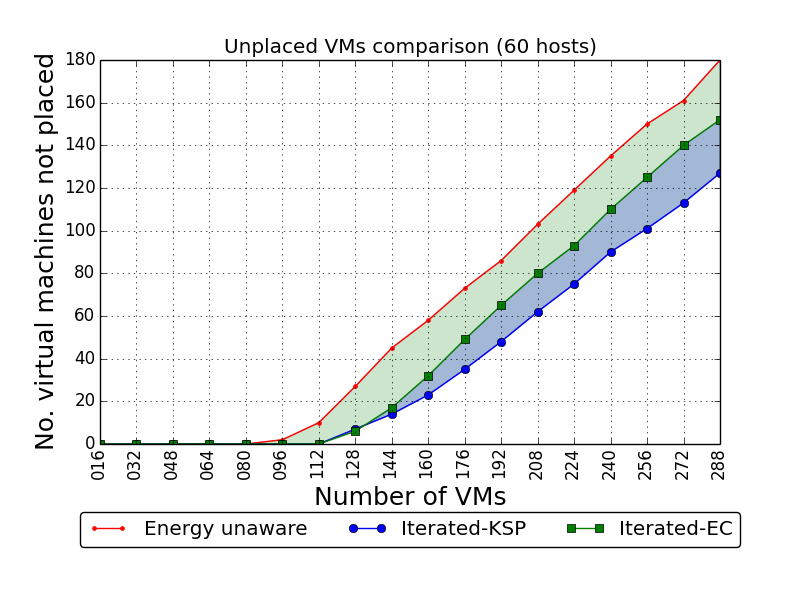 Unplaced VMs comparison (60 hosts)
No. virtual machines not placed
180
160
140
120
100
80
60
40
20
0
016 032 048 064 080 096 112 128 144 160 176 192 208 224 240 256 272 288
Number of VMs
Energy unaware Iterated-KSP Iterated-EC